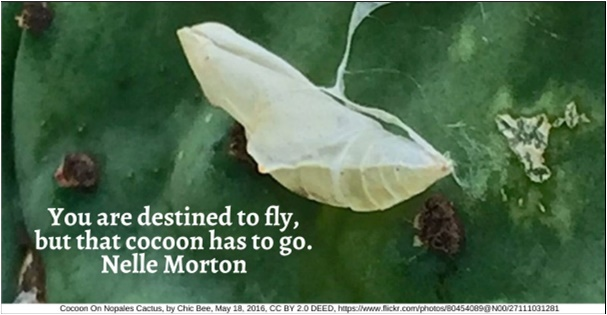 You are destined to fly,
but that cocoon has to go.
Nelle Morton
Cocoon On Nopales Cactus, by Chic Bee, May 18, 2016, CC BY 2.0 DEED, https://www.flickr.com/photos/80454089@N00/27111031281